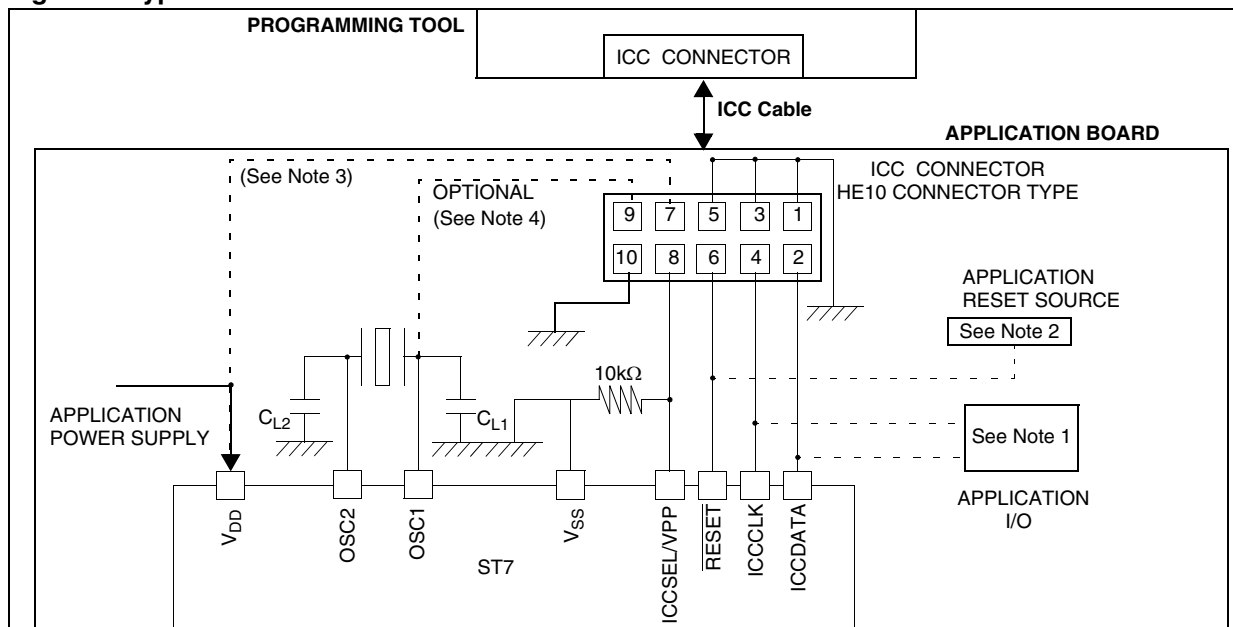 PROGRAMMING TOOL
ICC CONNECTOR
ICC Cable
APPLICATION BOARD
(See Note 3)
OPTIONAL
(See Note 4)
ICC CONNECTOR
HE10 CONNECTOR TYPE
9 7 5 3 1
10 8 6 4 2
APPLICATION
RESET SOURCE
See Note 2
10kΩ
APPLICATION
POWER SUPPLY
CL2
CL1
See Note 1
APPLICATION
I/O
VDD
OSC2
OSC1
VSS
ICCSEL/VPP
RESET
ICCCLK
ICCDATA
ST7